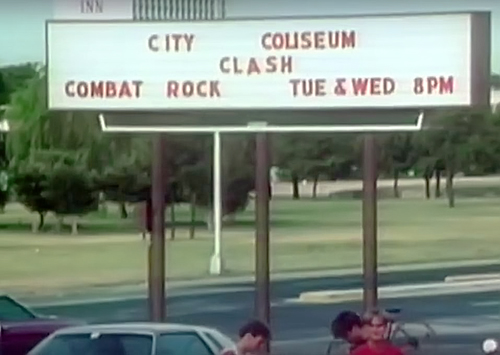 INN
CITY COLISEUM
CLASH
COMBAT ROCK TUE & WED 8PM